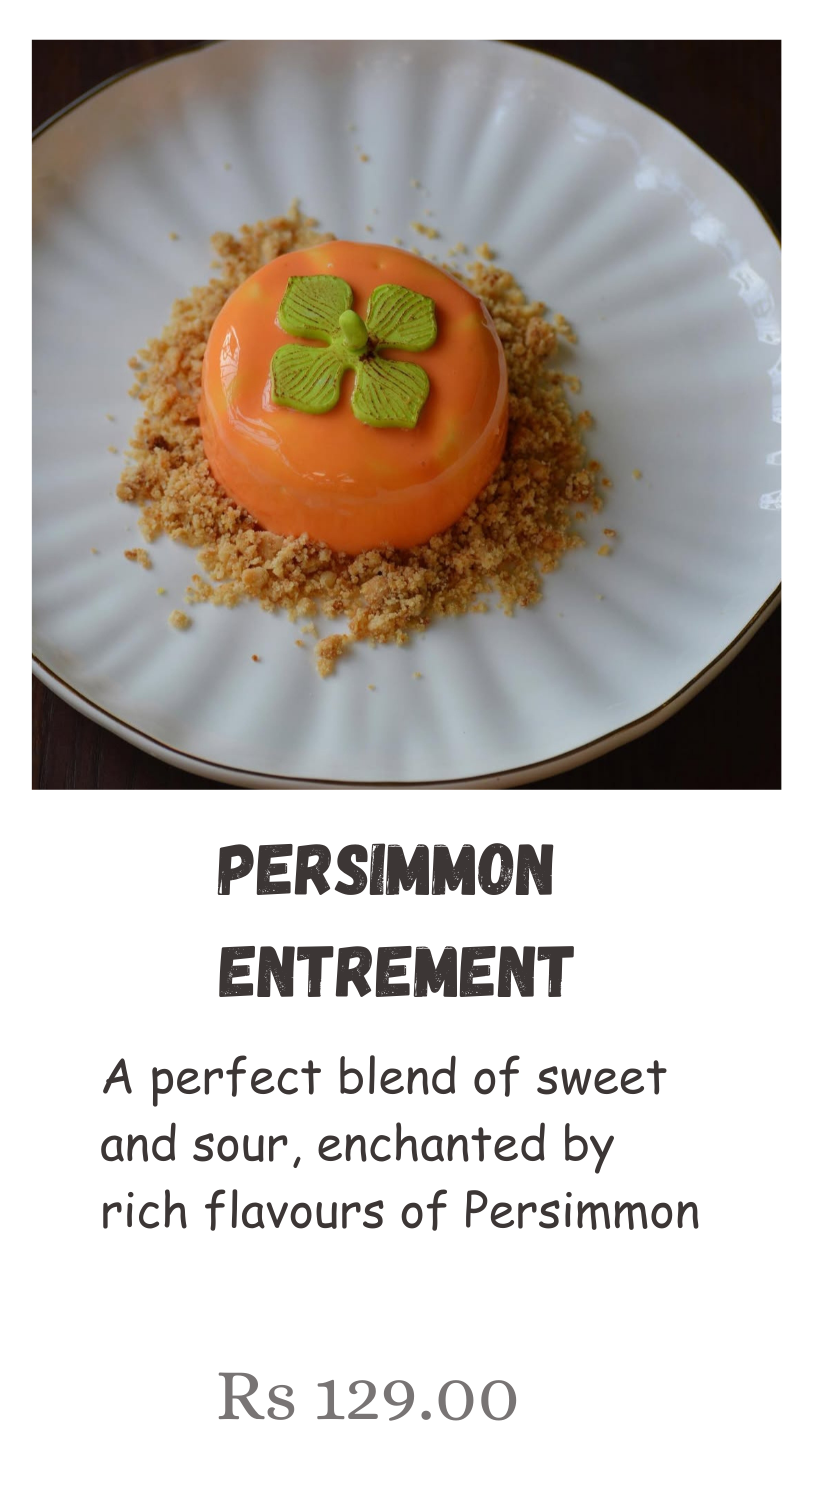 PERSIMMON
ENTREMENT
A perfect blend of sweet
and sour, enchanted by
rich flavours of Persimmon
Rs 129.00